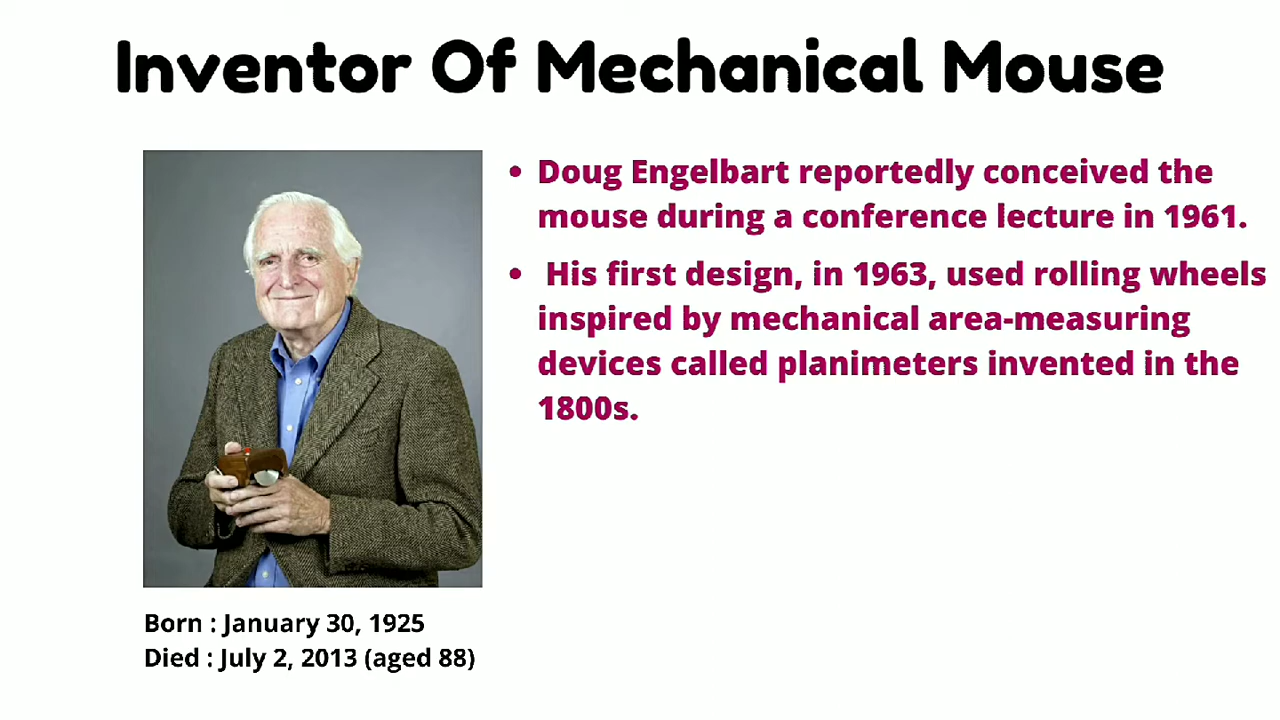 Inventor Of Mechanical Mouse
• Doug Engelbart reportedly conceived the
mouse during a conference lecture in 1961.
• His first design, in 1963, used rolling wheels
inspired by mechanical area-measuring
devices called planimeters invented in the
1800s.
Born : January 30, 1925
Died : July 2, 2013 (aged 88)